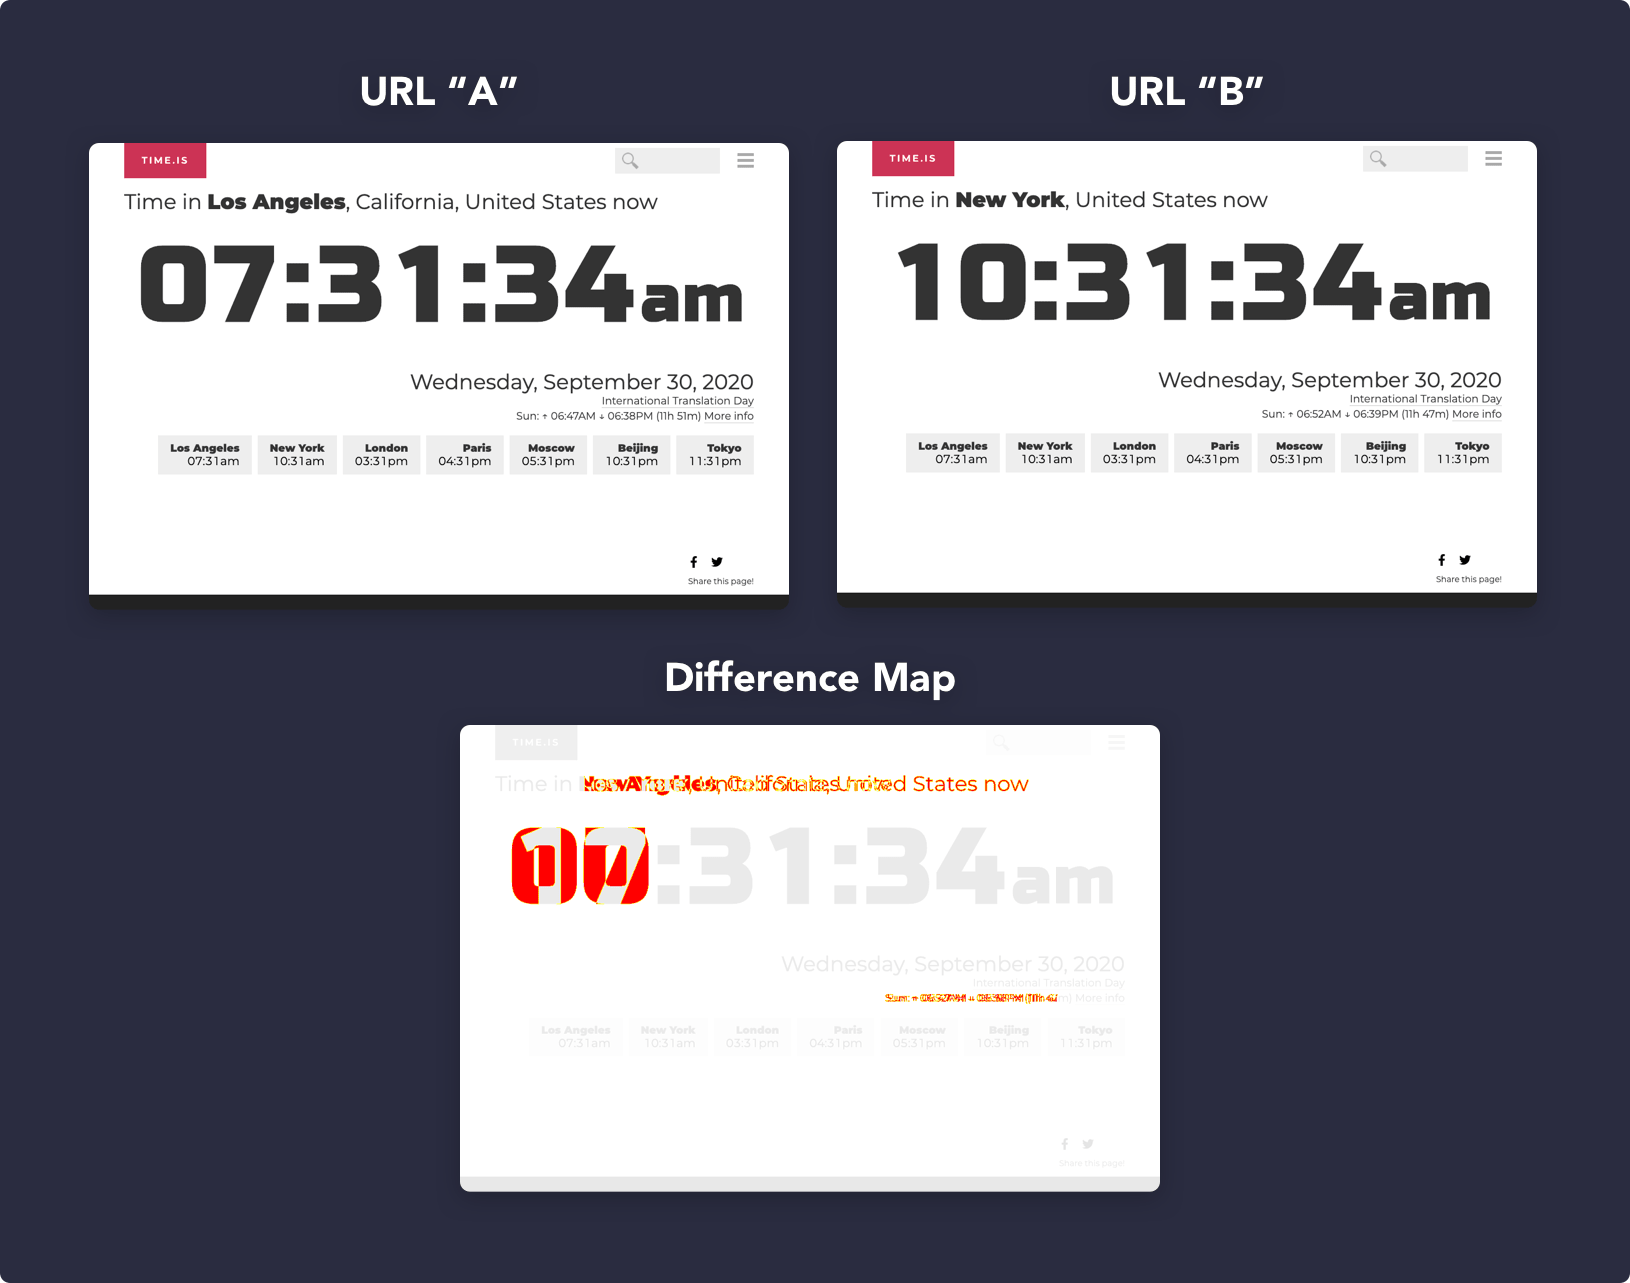 URL “A”
TIME.IS
Time in Los Angeles, California, United States now
07:31:34am
Wednesday, September 30, 2020
International Translation Day
Sun: ↑ 06:47AM ↓ 06:38PM (11h 51m) More info
Los Angeles New York London Paris Moscow Beijing Tokyo
07:31am 10:31am 03:31pm 04:31pm 05:31pm 10:31pm 11:31pm
Share this page!
URL “B”
TIME.IS
Time in New York, United States now
10:31:34am
Wednesday, September 30, 2020
International Translation Day
Sun: ↑ 06:52AM ↓ 06:39PM (11h 47m) More info
Los Angeles New York London Paris Moscow Beijing Tokyo
07:31am 10:31am 03:31pm 04:31pm 05:31pm 10:31pm 11:31pm
Share this page!
Difference Map
TIME.IS
Time in United States now
:31:34am
Wednesday, September 30, 2020
International Translation Day
More info
Los Angeles New York London Paris Moscow Beijing Tokyo
07:31am 10:31am 03:31pm 04:31pm 05:31pm 10:31pm 11:31pm
Share this page!